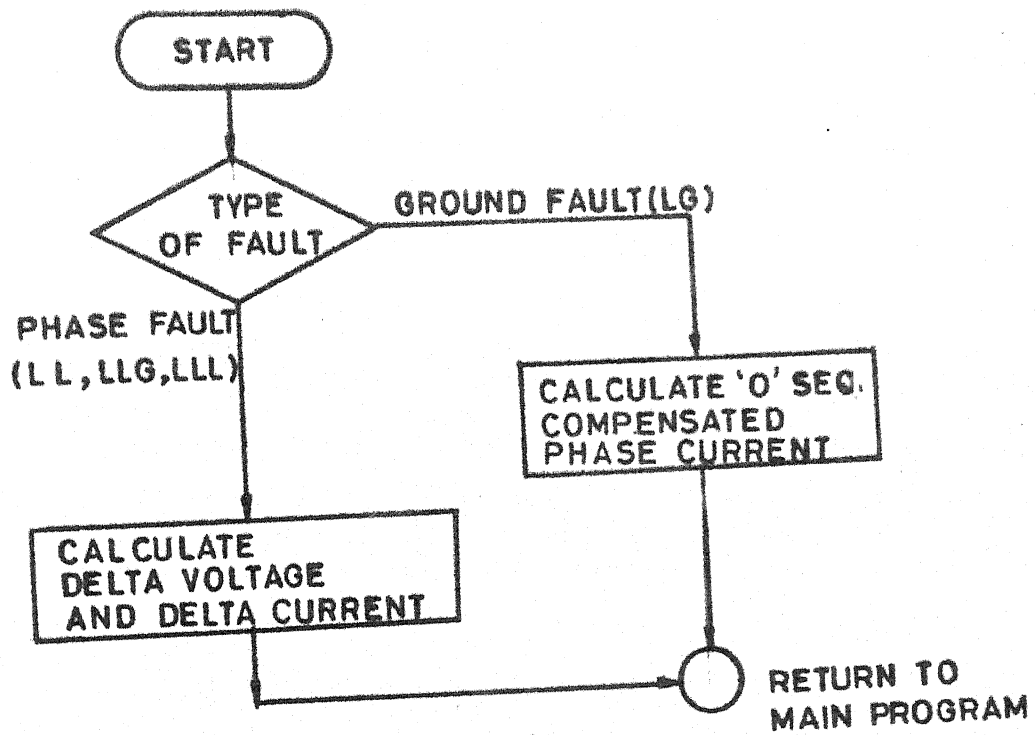 START
TYPE
OF FAULT
GROUND FAULT(LG)
PHASE FAULT
(LL,LLG,LLL)
CALCULATE 'O' SEQ.
COMPENSATED
PHASE CURRENT
CALCULATE
DELTA VOLTAGE
AND DELTA CURRENT
RETURN TO
MAIN PROGRAM